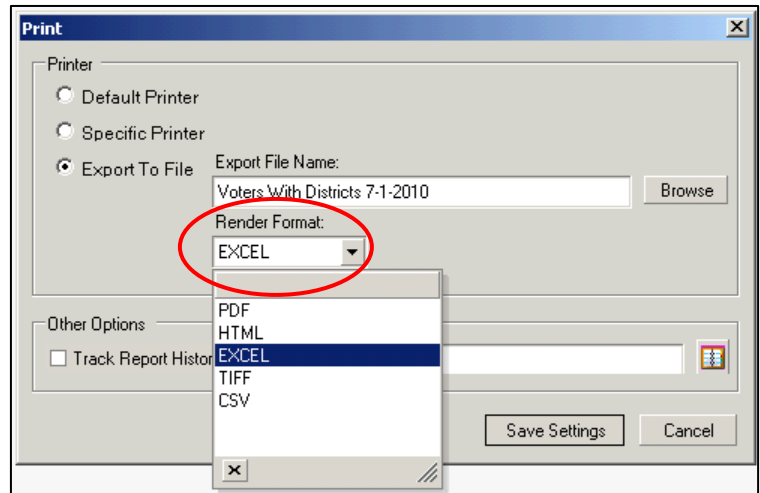 Print
Printer
Default Printer
Specific Printer
Export To File
Export File Name:
Voters With Districts 7-1-2010
Browse
Render Format:
EXCEL
PDF
HTML
EXCEL
TIFF
CSV
Other Options
Track Report Histor
Save Settings
Cancel